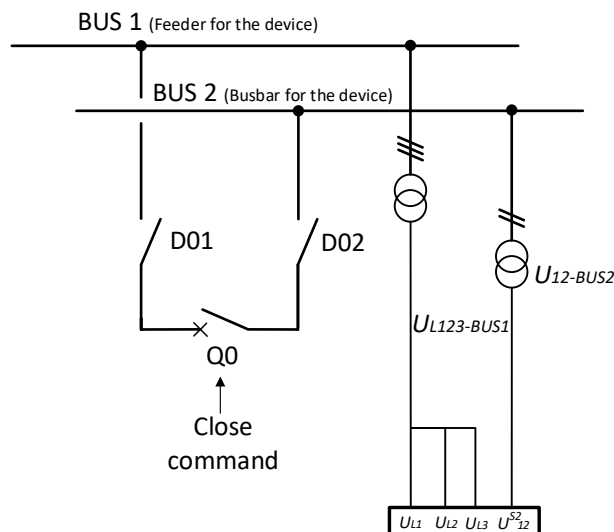 BUS 1 (Feeder for the device)
BUS 2 (Busbar for the device)
D01
D02
U12-BUS2
UL123-BUS1
Q0
Close
command
UL1 UL2 UL3 U12S2